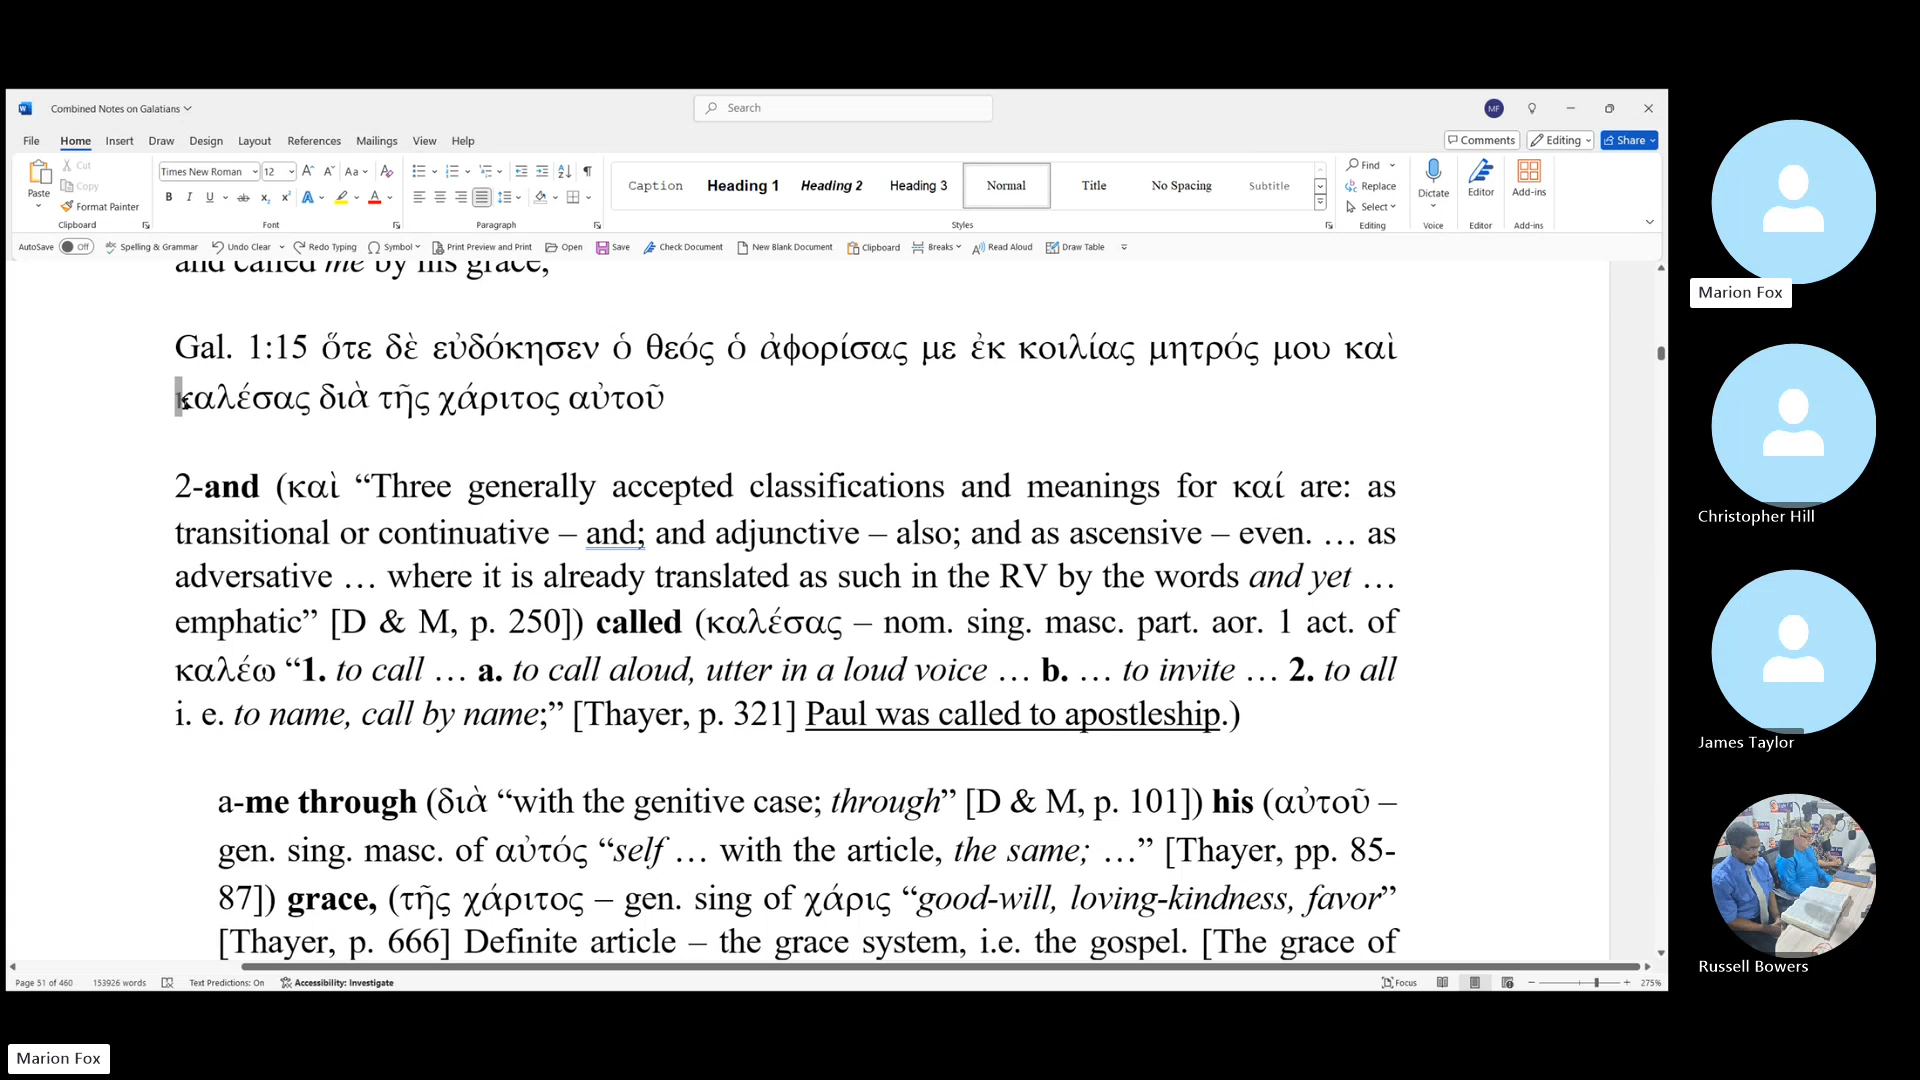 Combined Notes on Galatians
Search
MF
File Home Insert Draw Design Layout References Mailings View Help
Comments Editing Share
Paste Cut Copy Format Painter
Times New Roman 12
Caption Heading 1 Heading 2 Heading 3 Normal Title No Spacing Subtitle
Find Replace Select
Dictate Editor Add-ins
Clipboard Font Paragraph Styles Editing Voice Editor Add-ins
AutoSave Off Spelling & Grammar Undo Clear Redo Typing Symbol Print Preview and Print Open Save Check Document New Blank Document Clipboard Breaks Read Aloud Draw Table
and called me by his grace,
Gal. 1:15 ὅτε δὲ εὐδόκησεν ὁ θεός ὁ ἀφορίσας με ἐκ κοιλίας μητρός μου καὶ
καλέσας διὰ τῆς χάριτος αὐτοῦ
2-and (καὶ “Three generally accepted classifications and meanings for καί are: as
transitional or continuative – and; and adjunctive – also; and as ascensive – even. … as
adversative … where it is already translated as such in the RV by the words and yet …
emphatic” [D & M, p. 250]) called (καλέσας – nom. sing. masc. part. aor. 1 act. of
καλέω “1. to call … a. to call aloud, utter in a loud voice … b. … to invite … 2. to all
i. e. to name, call by name;” [Thayer, p. 321] Paul was called to apostleship.)
a-me through (διὰ “with the genitive case; through” [D & M, p. 101]) his (αὐτοῦ –
gen. sing. masc. of αὐτός “self … with the article, the same; …” [Thayer, pp. 85-
87]) grace, (τῆς χάριτος – gen. sing of χάρις “good-will, loving-kindness, favor”
[Thayer, p. 666] Definite article – the grace system, i.e. the gospel. [The grace of
Page 51 of 460 153926 words Text Predictions: On Accessibility: Investigate Focus 275%
Marion Fox
Christopher Hill
James Taylor
Russell Bowers
Marion Fox